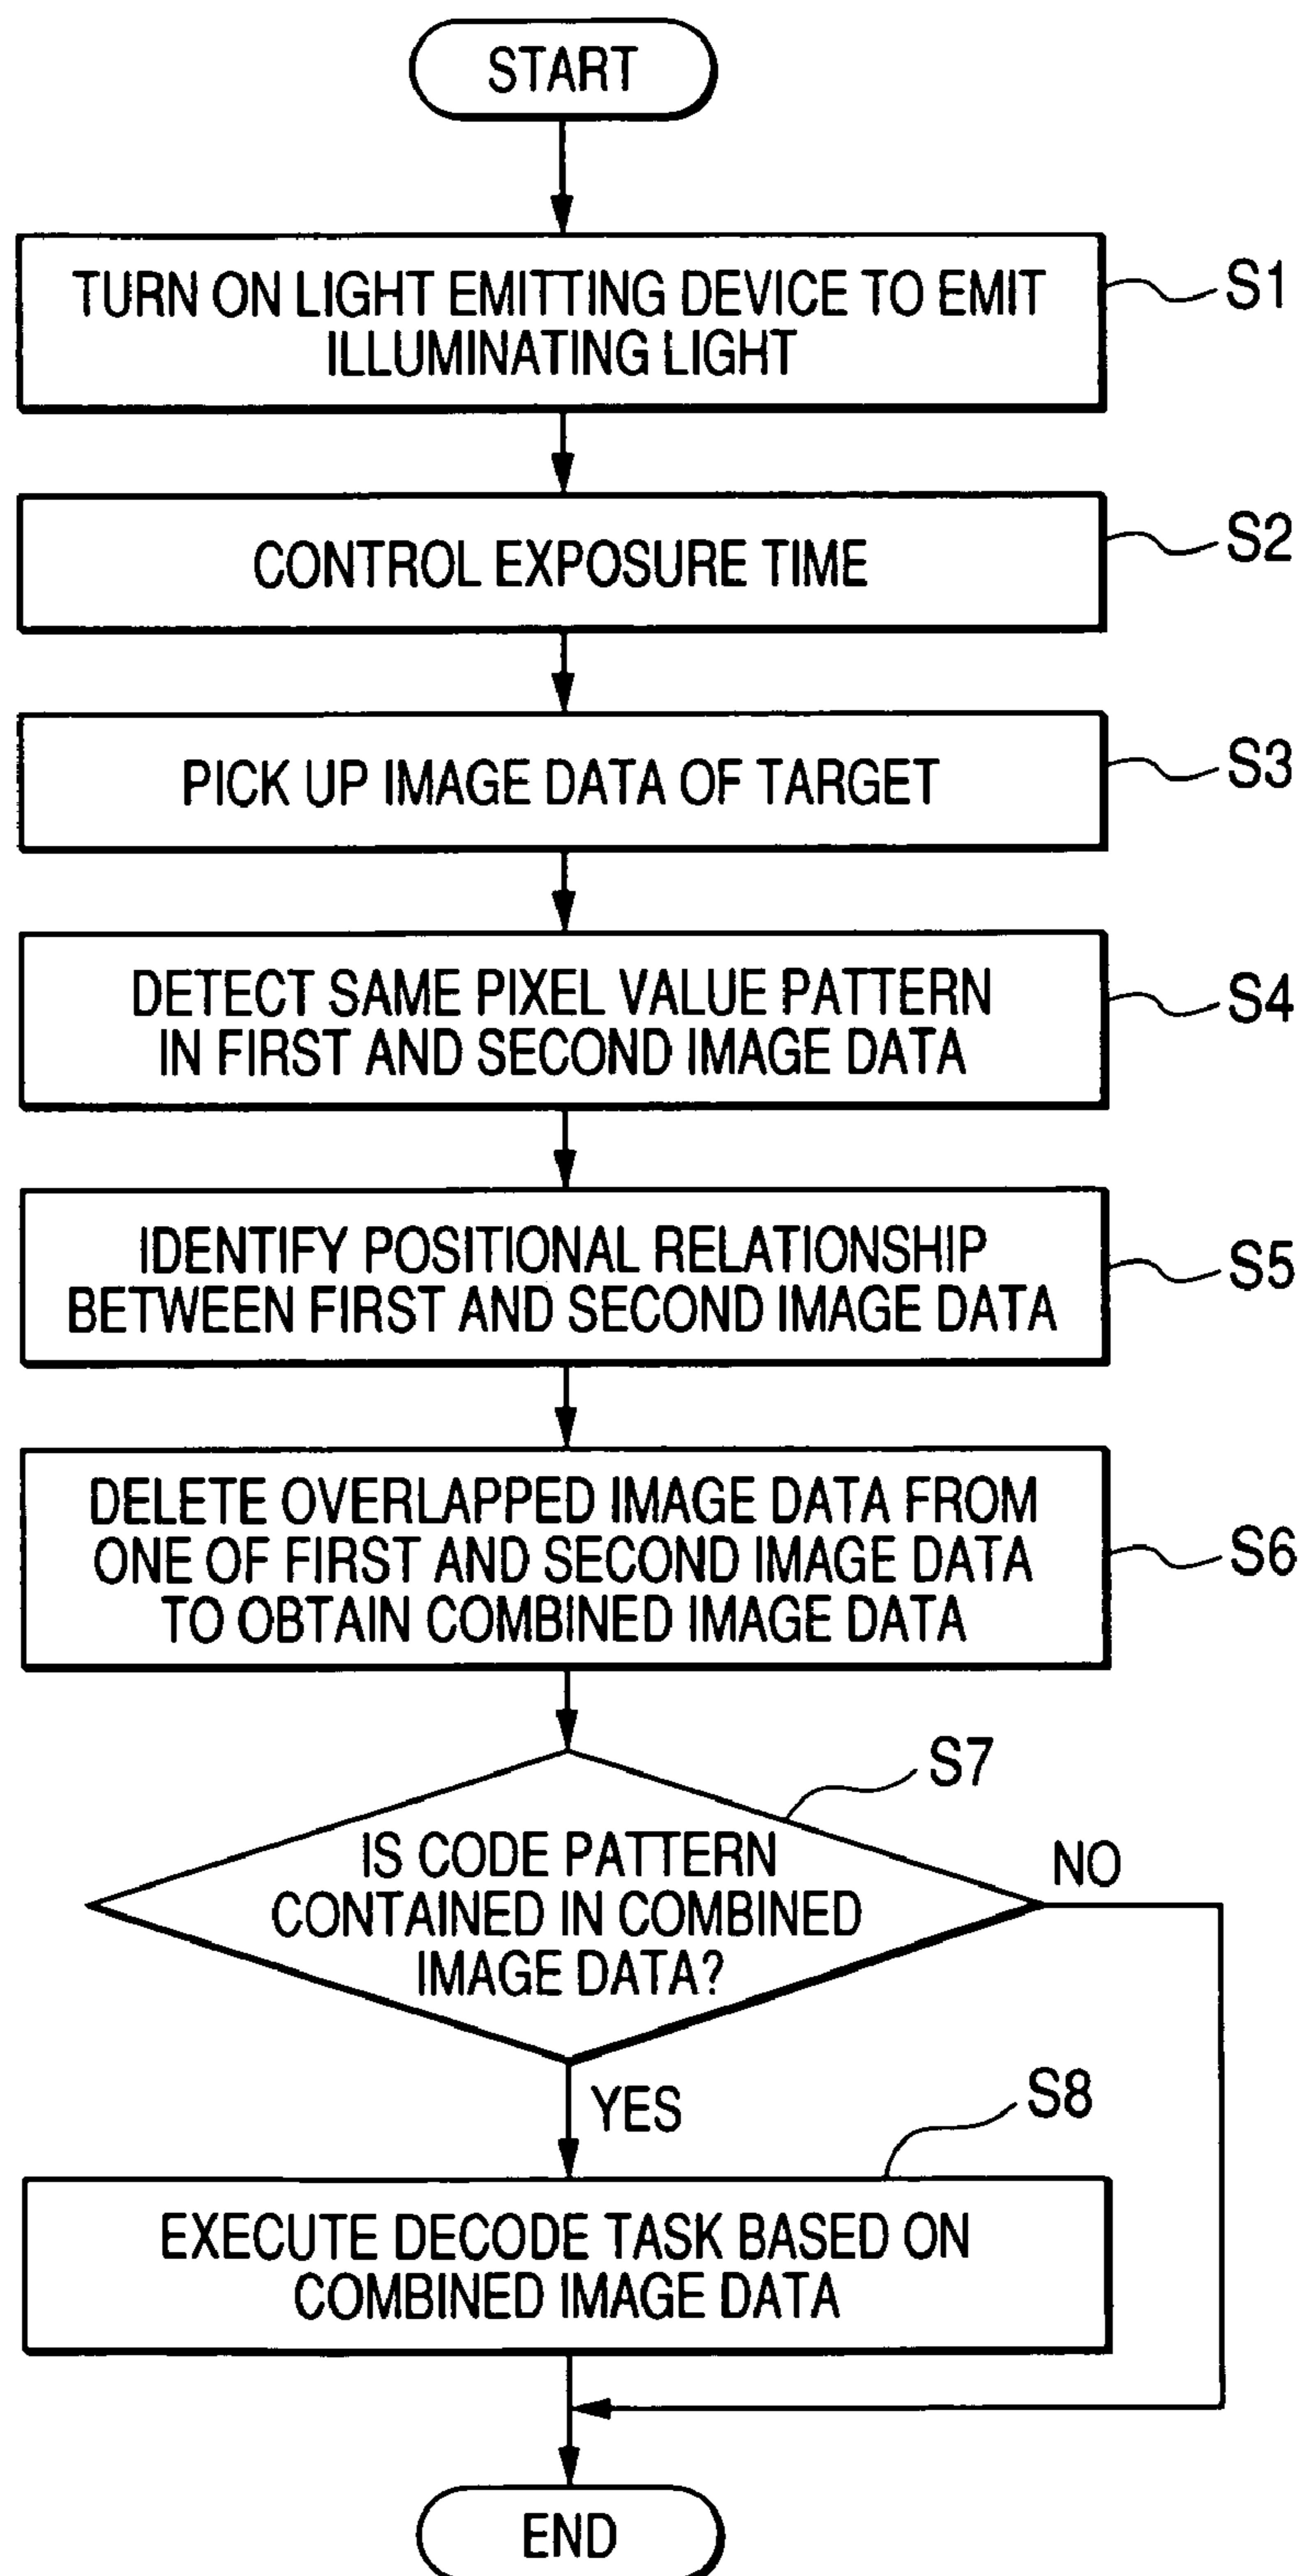 START
TURN ON LIGHT EMITTING DEVICE TO EMIT
ILLUMINATING LIGHT
S1
CONTROL EXPOSURE TIME
S2
PICK UP IMAGE DATA OF TARGET
S3
DETECT SAME PIXEL VALUE PATTERN
IN FIRST AND SECOND IMAGE DATA
S4
IDENTIFY POSITIONAL RELATIONSHIP
BETWEEN FIRST AND SECOND IMAGE DATA
S5
DELETE OVERLAPPED IMAGE DATA FROM
ONE OF FIRST AND SECOND IMAGE DATA
TO OBTAIN COMBINED IMAGE DATA
S6
S7
IS CODE PATTERN
CONTAINED IN COMBINED
IMAGE DATA?
NO
YES
S8
EXECUTE DECODE TASK BASED ON
COMBINED IMAGE DATA
END